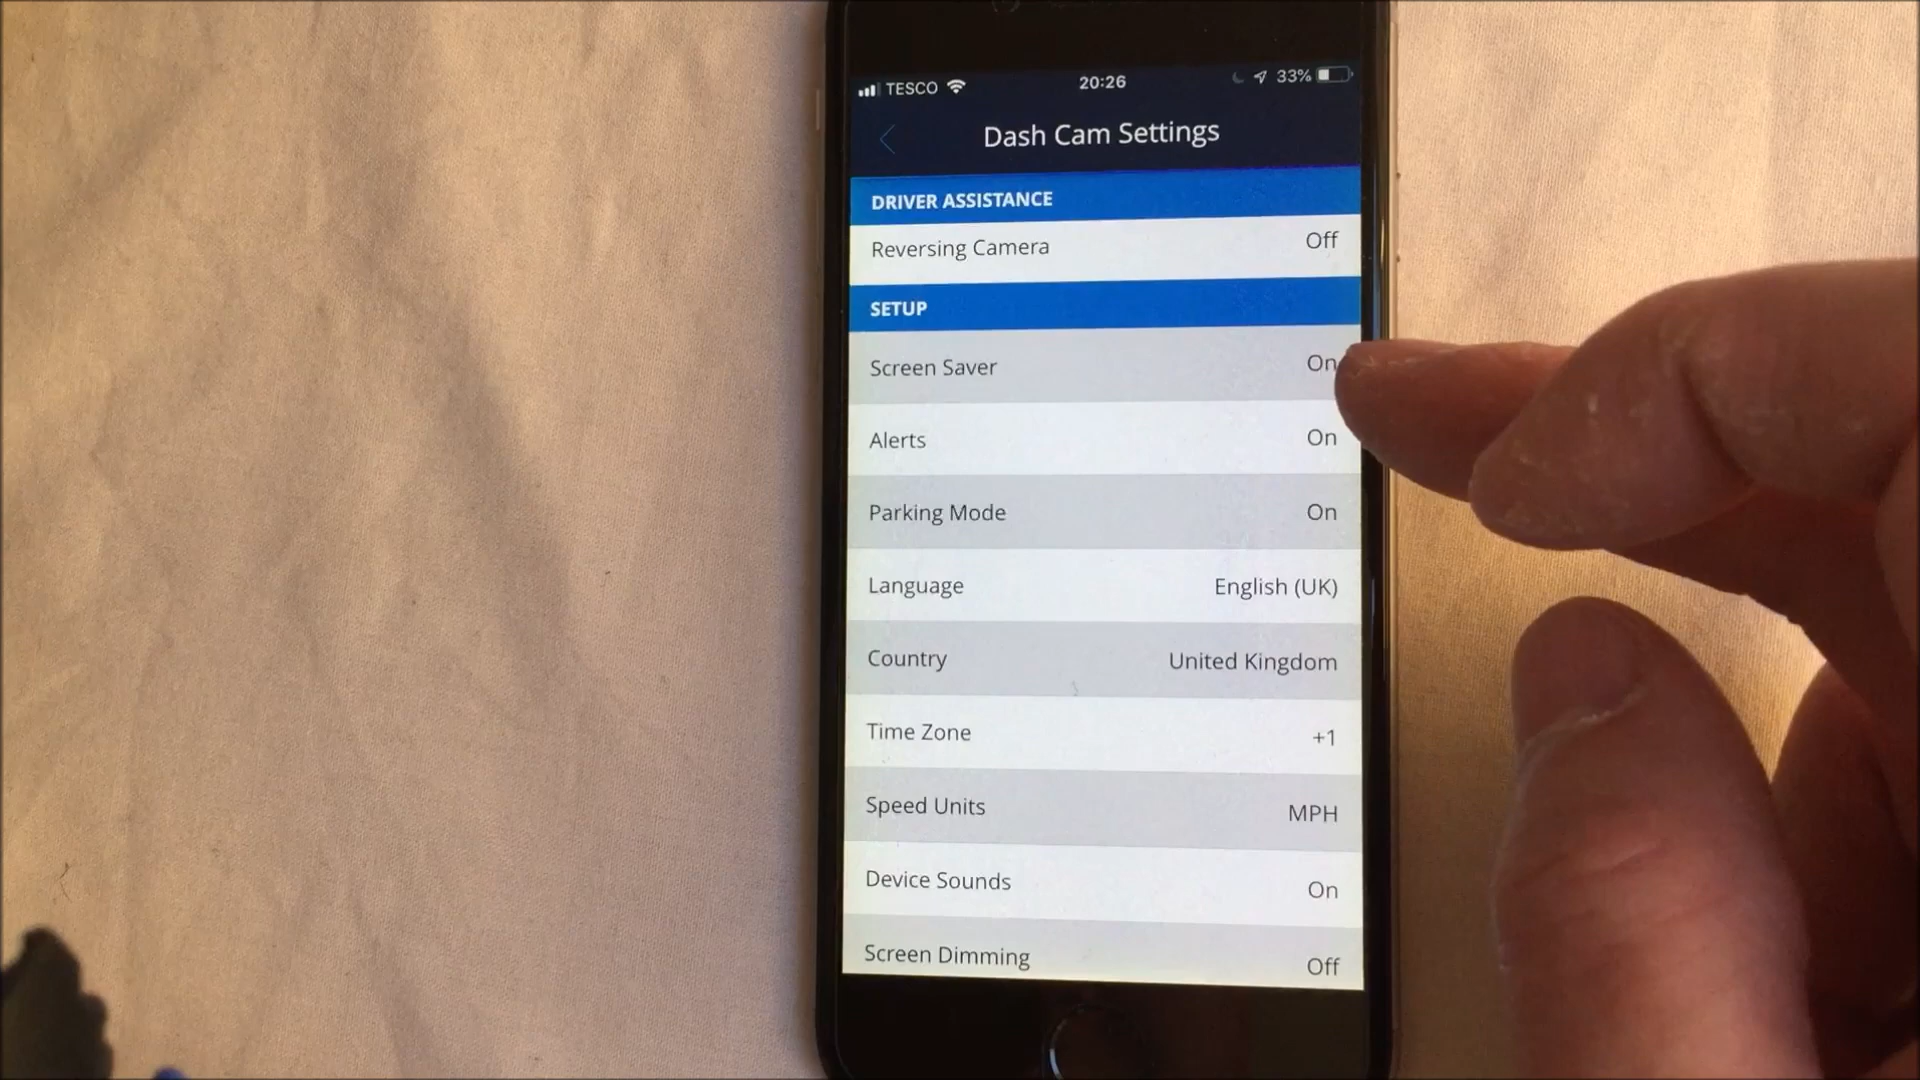 TESCO 20:26 33%
Dash Cam Settings
DRIVER ASSISTANCE
Reversing Camera Off
SETUP
Screen Saver On
Alerts On
Parking Mode On
Language English (UK)
Country United Kingdom
Time Zone +1
Speed Units MPH
Device Sounds On
Screen Dimming Off